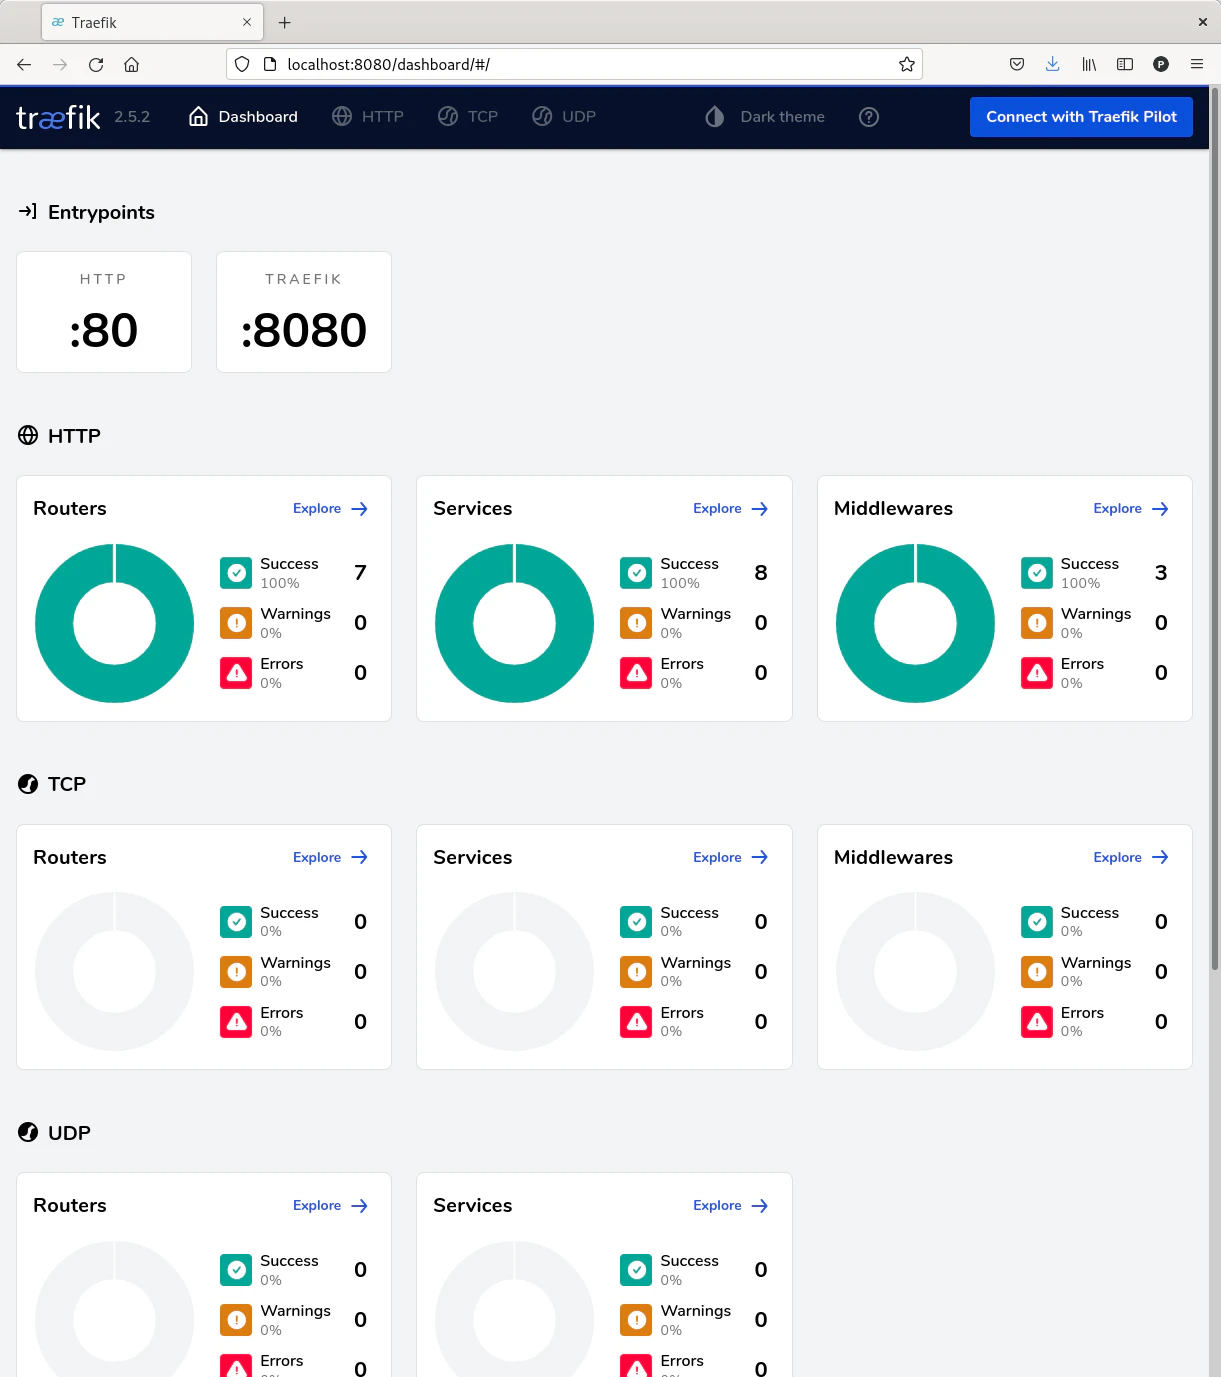 Traefik
localhost:8080/dashboard/#/
træfik 2.5.2 Dashboard HTTP TCP UDP Dark theme Connect with Traefik Pilot
Entrypoints
HTTP
:80
TRAEFIK
:8080
HTTP
Routers Explore
Success 7
100%
Warnings 0
0%
Errors 0
0%
Services Explore
Success 8
100%
Warnings 0
0%
Errors 0
0%
Middlewares Explore
Success 3
100%
Warnings 0
0%
Errors 0
0%
TCP
Routers Explore
Success 0
0%
Warnings 0
0%
Errors 0
0%
Services Explore
Success 0
0%
Warnings 0
0%
Errors 0
0%
Middlewares Explore
Success 0
0%
Warnings 0
0%
Errors 0
0%
UDP
Routers Explore
Success 0
0%
Warnings 0
0%
Errors 0
Services Explore
Success 0
0%
Warnings 0
0%
Errors 0